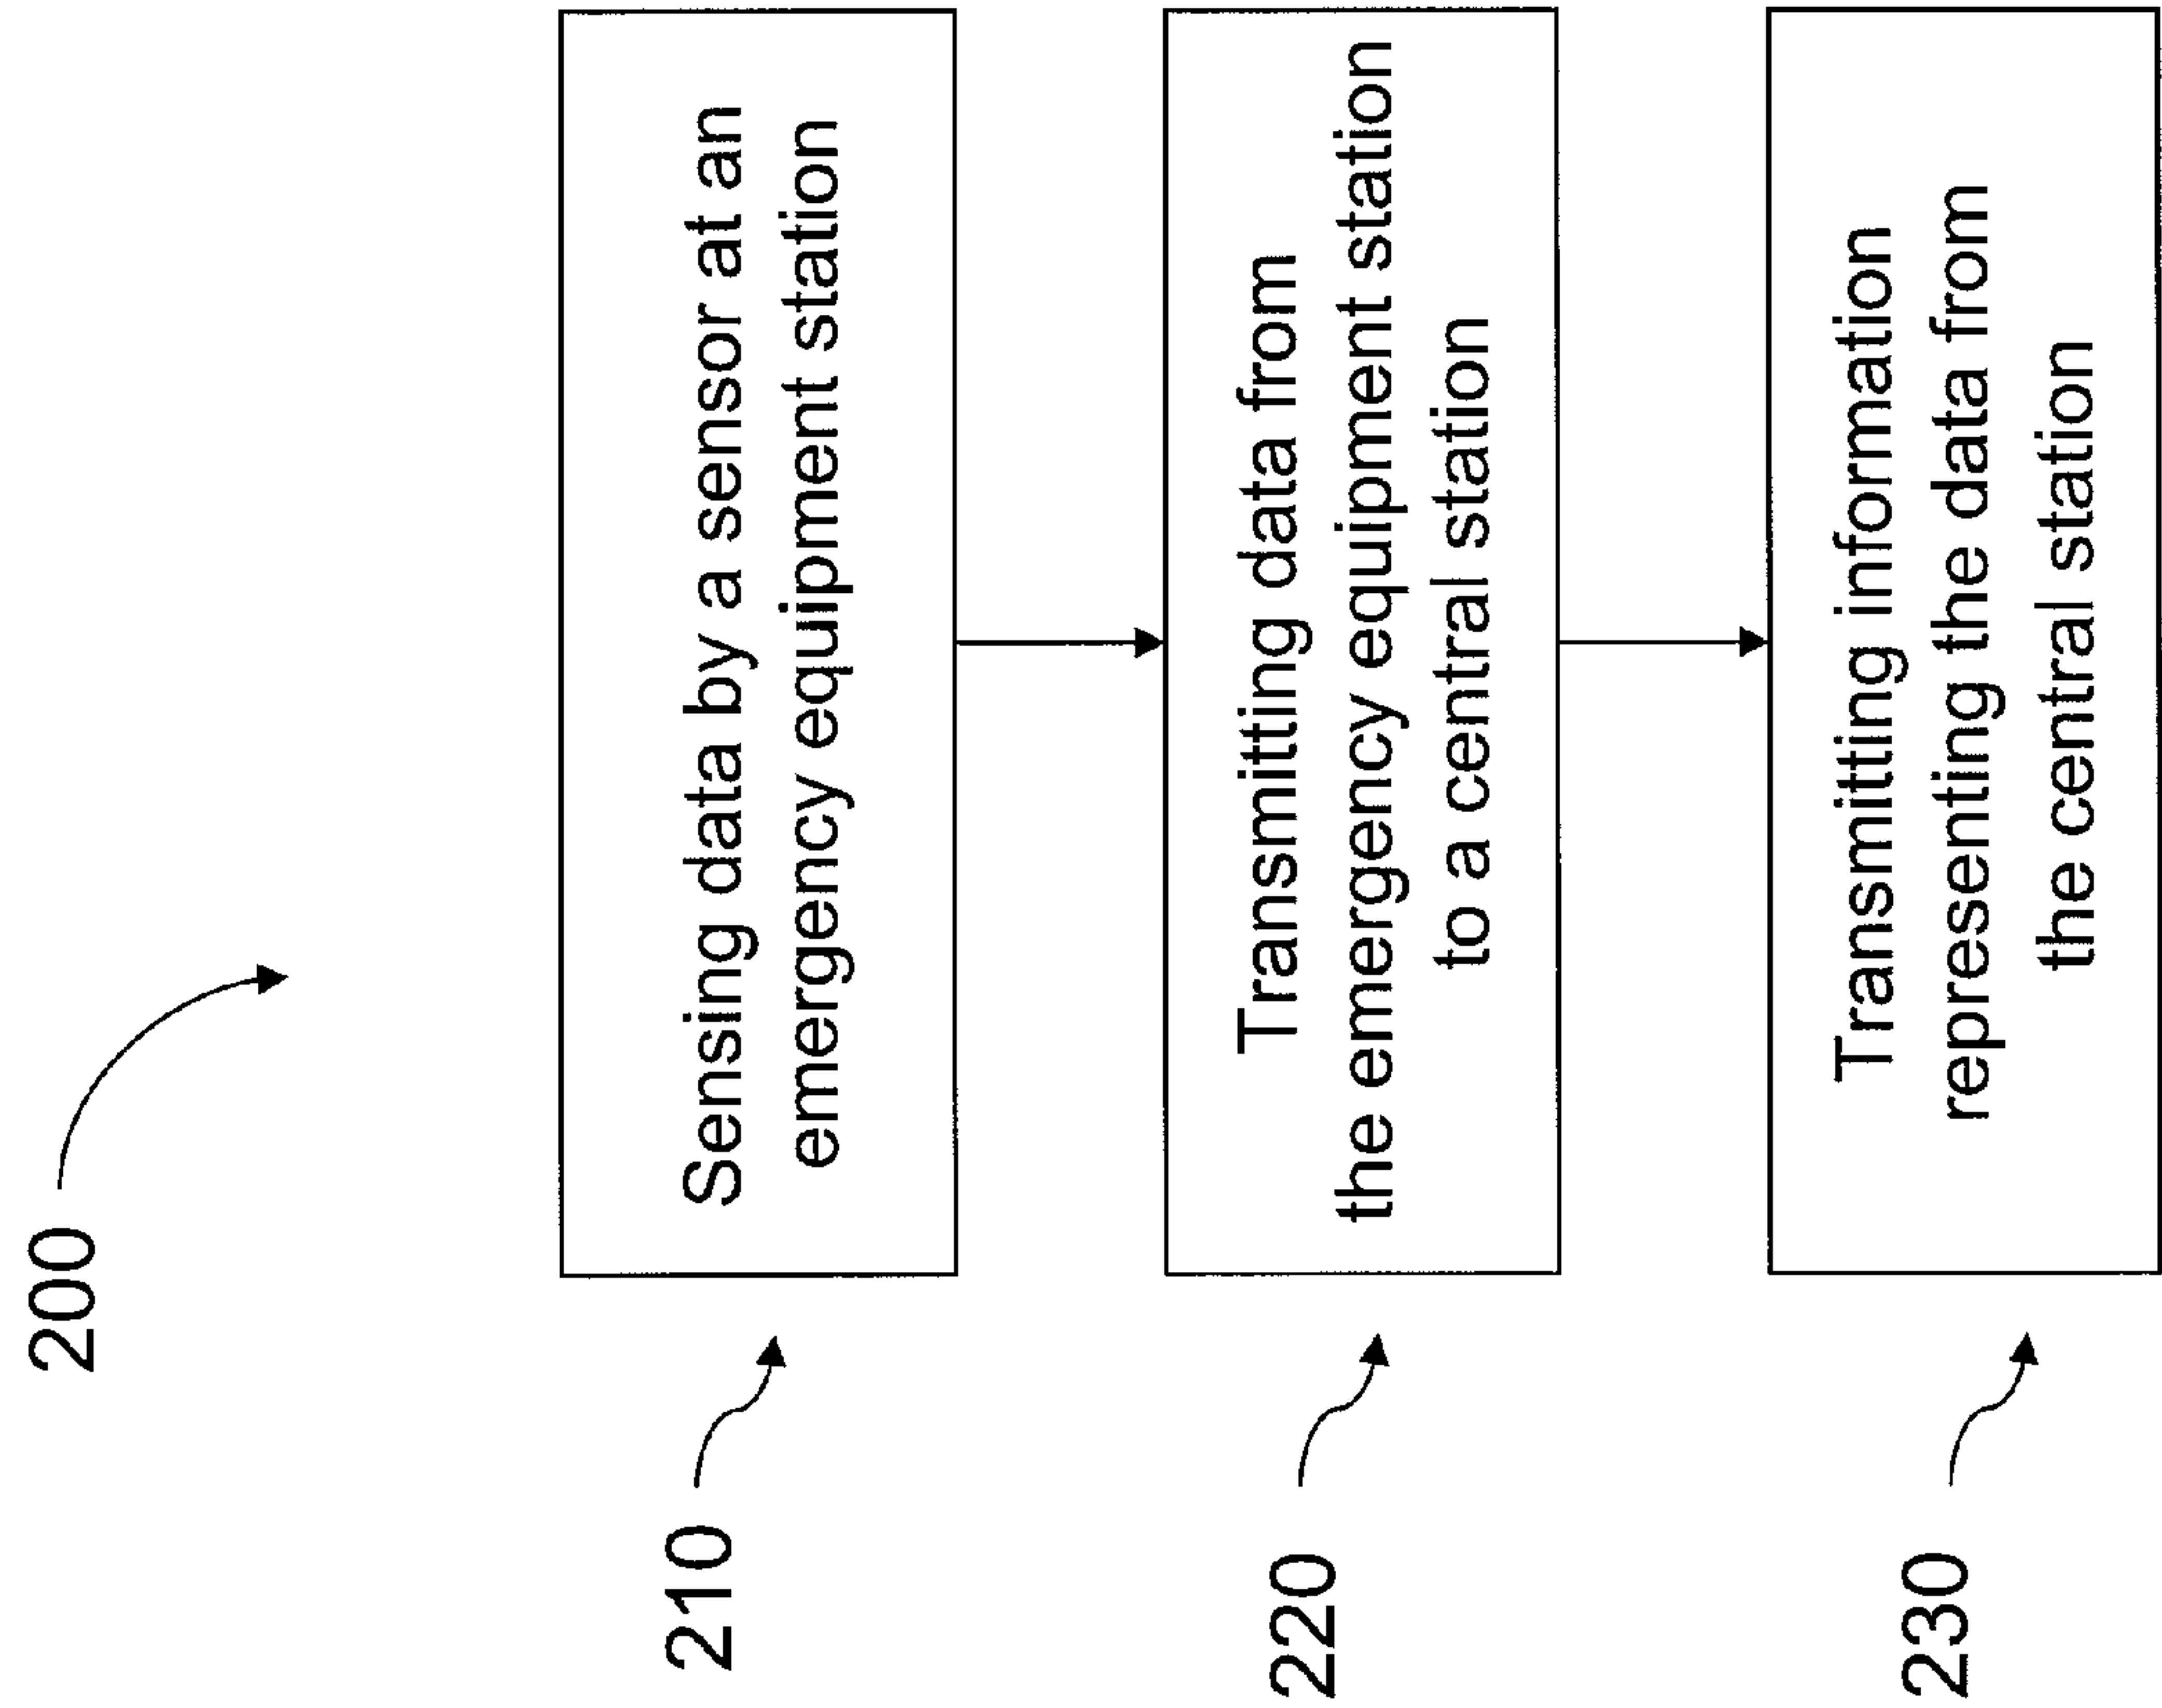 200
210
Sensing data by a sensor at an
emergency equipment station
220
Transmitting data from
the emergency equipment station
to a central station
230
Transmitting information
representing the data from
the central station